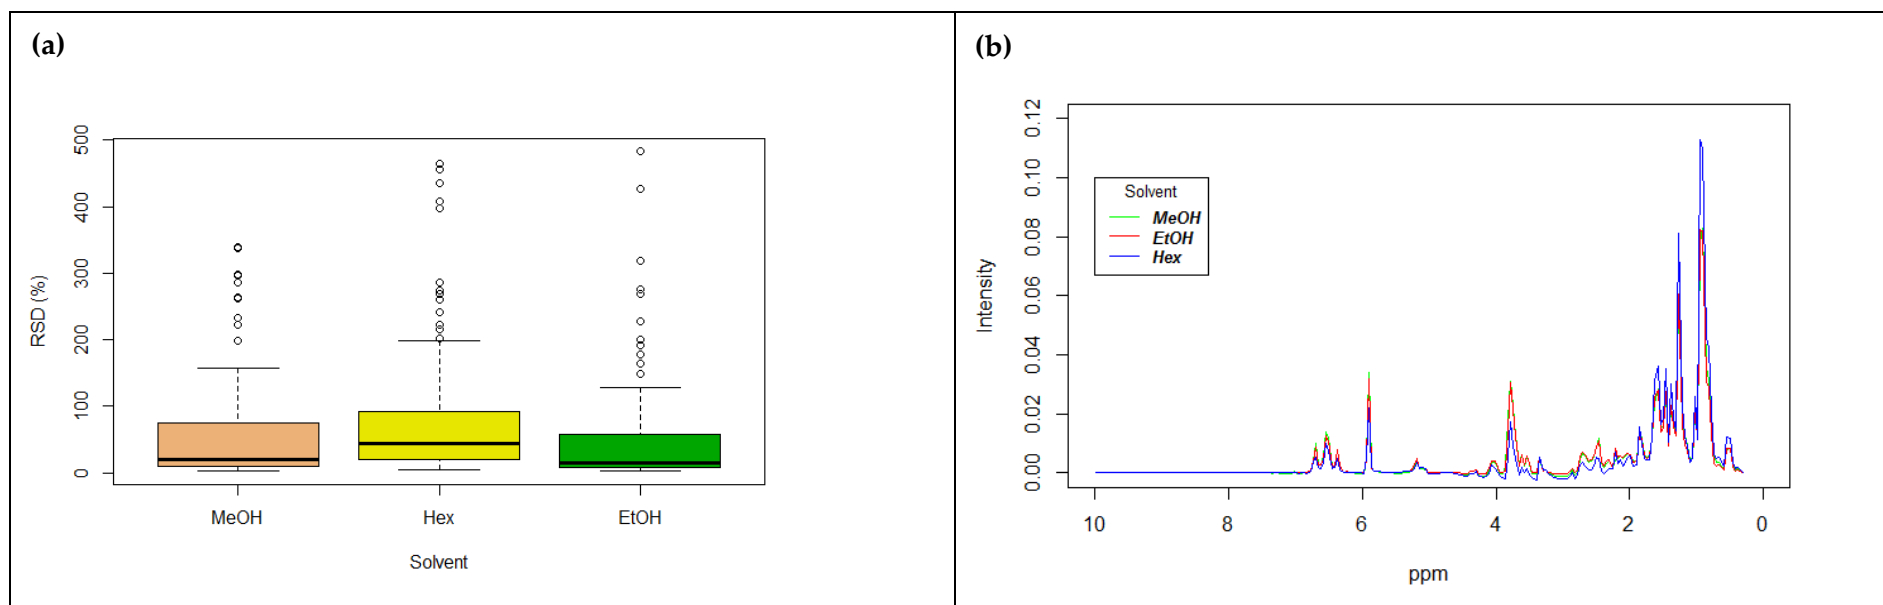 (a)
500
400
300
200
100
0
RSD (%)
MeOH Hex EtOH
Solvent
(b)
0.12
0.10
0.08
0.06
0.04
0.02
0.00
Intensity
Solvent
MeOH
EtOH
Hex
10 8 6 4 2 0
ppm